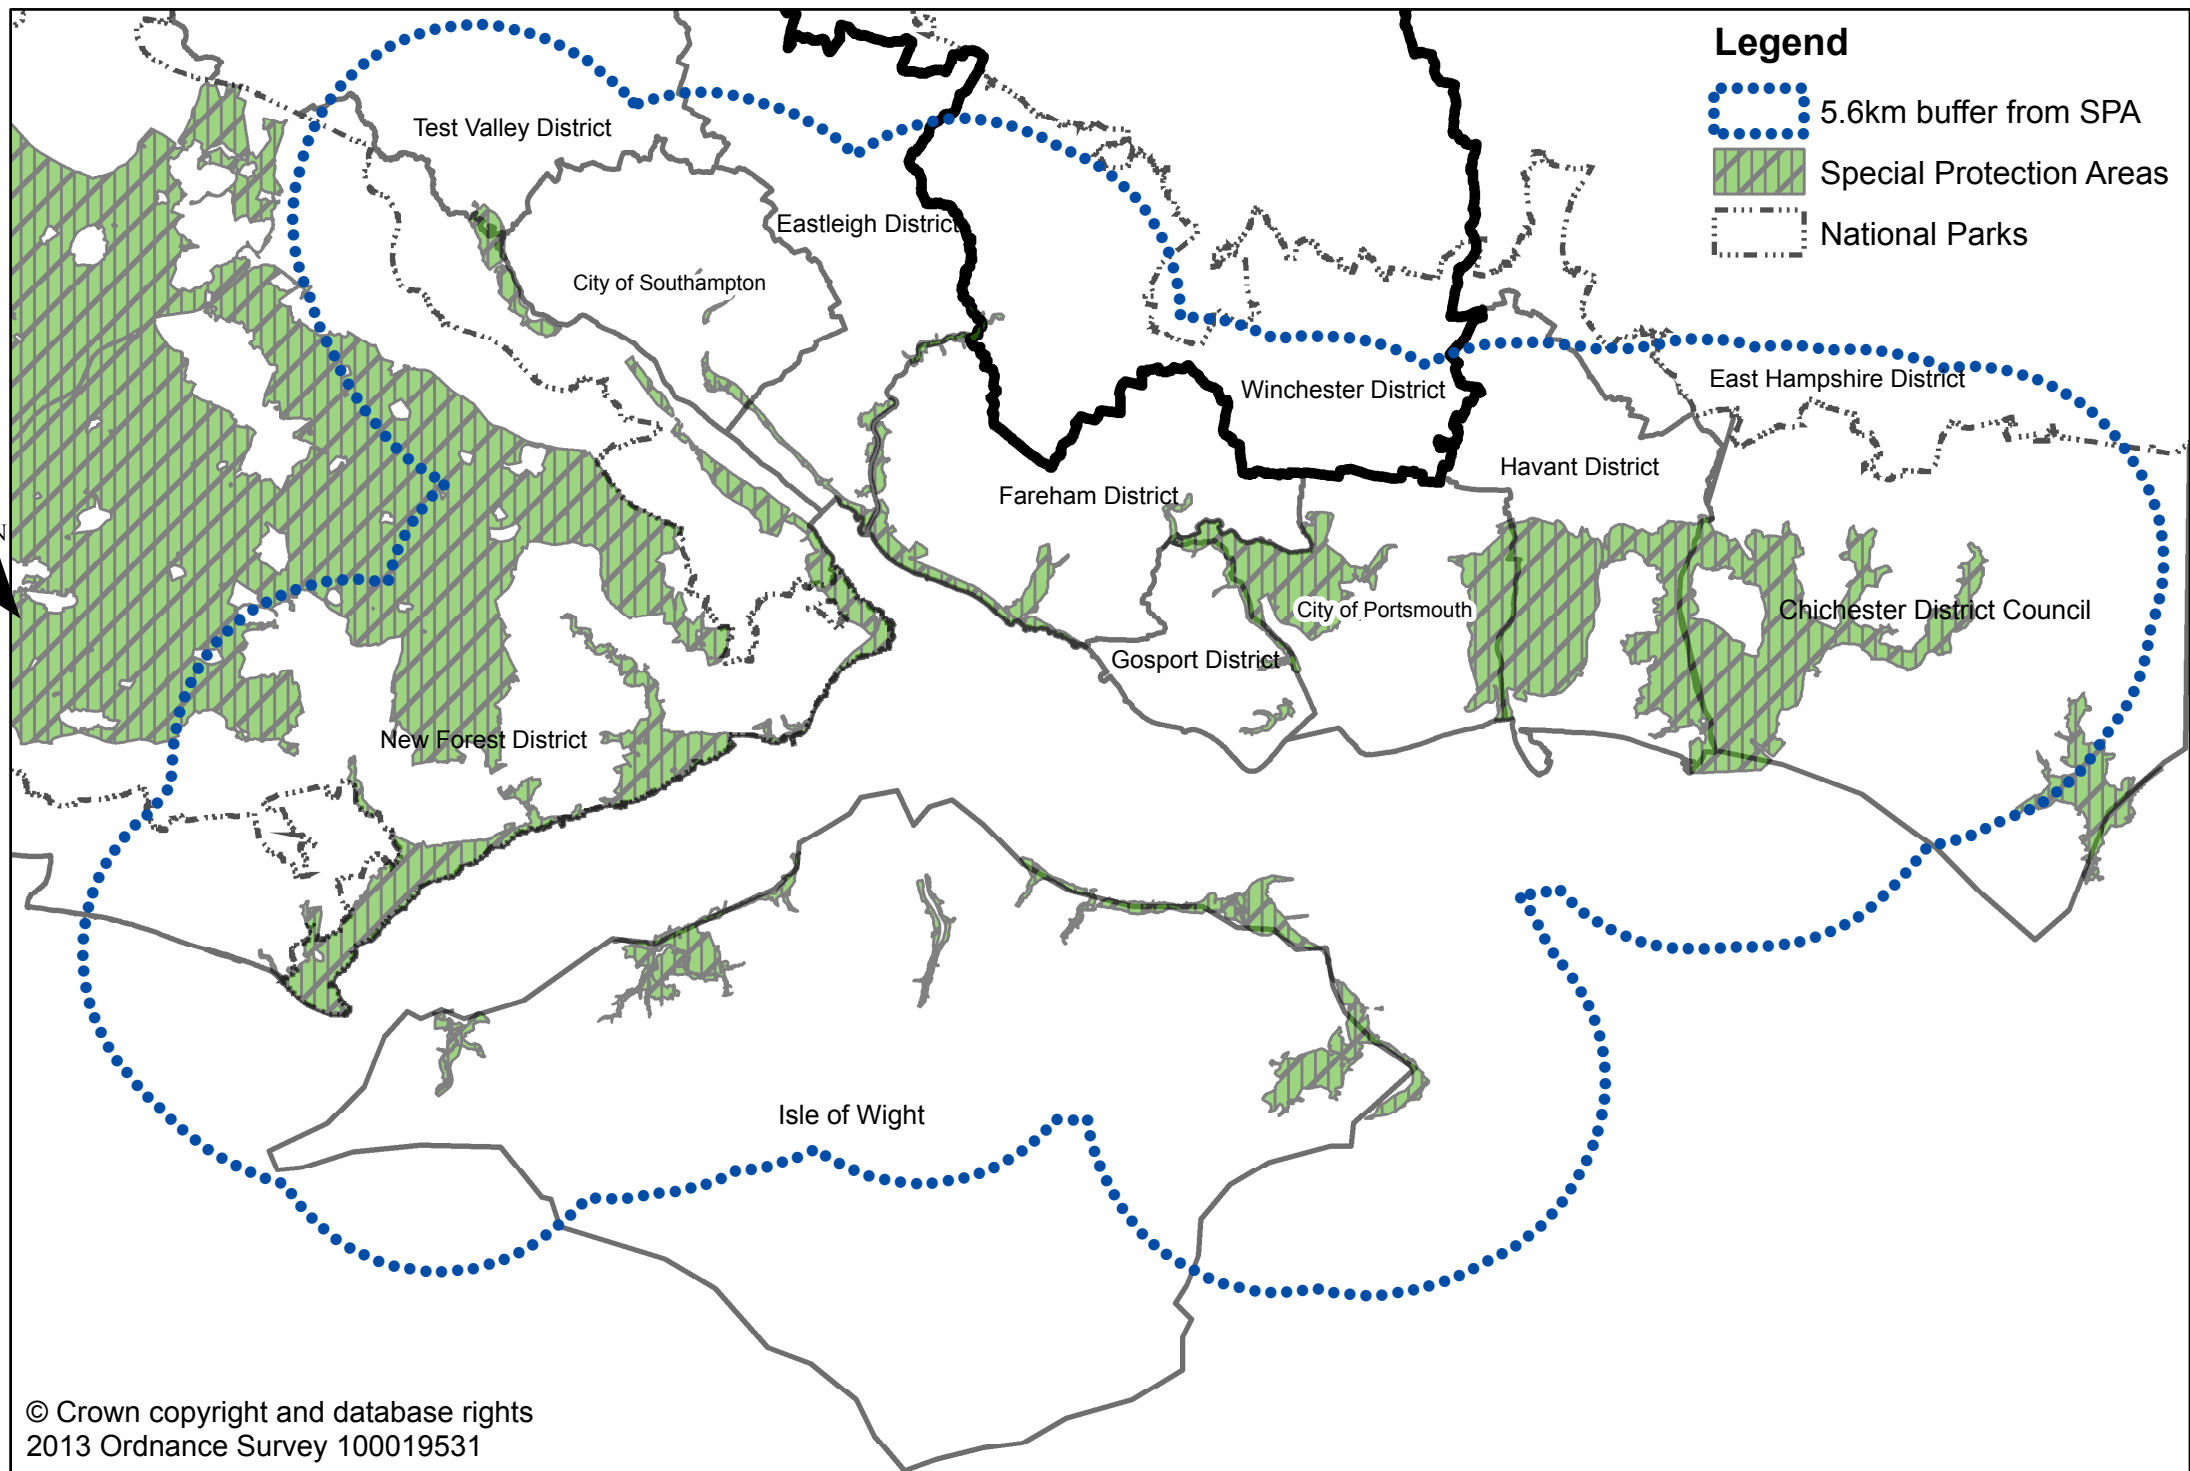 Legend
5.6km buffer from SPA
Special Protection Areas
National Parks
Test Valley District
Eastleigh District
City of Southampton
Winchester District
East Hampshire District
Havant District
Fareham District
N
City of Portsmouth
Chichester District Council
Gosport District
New Forest District
Isle of Wight
© Crown copyright and database rights
2013 Ordnance Survey 100019531